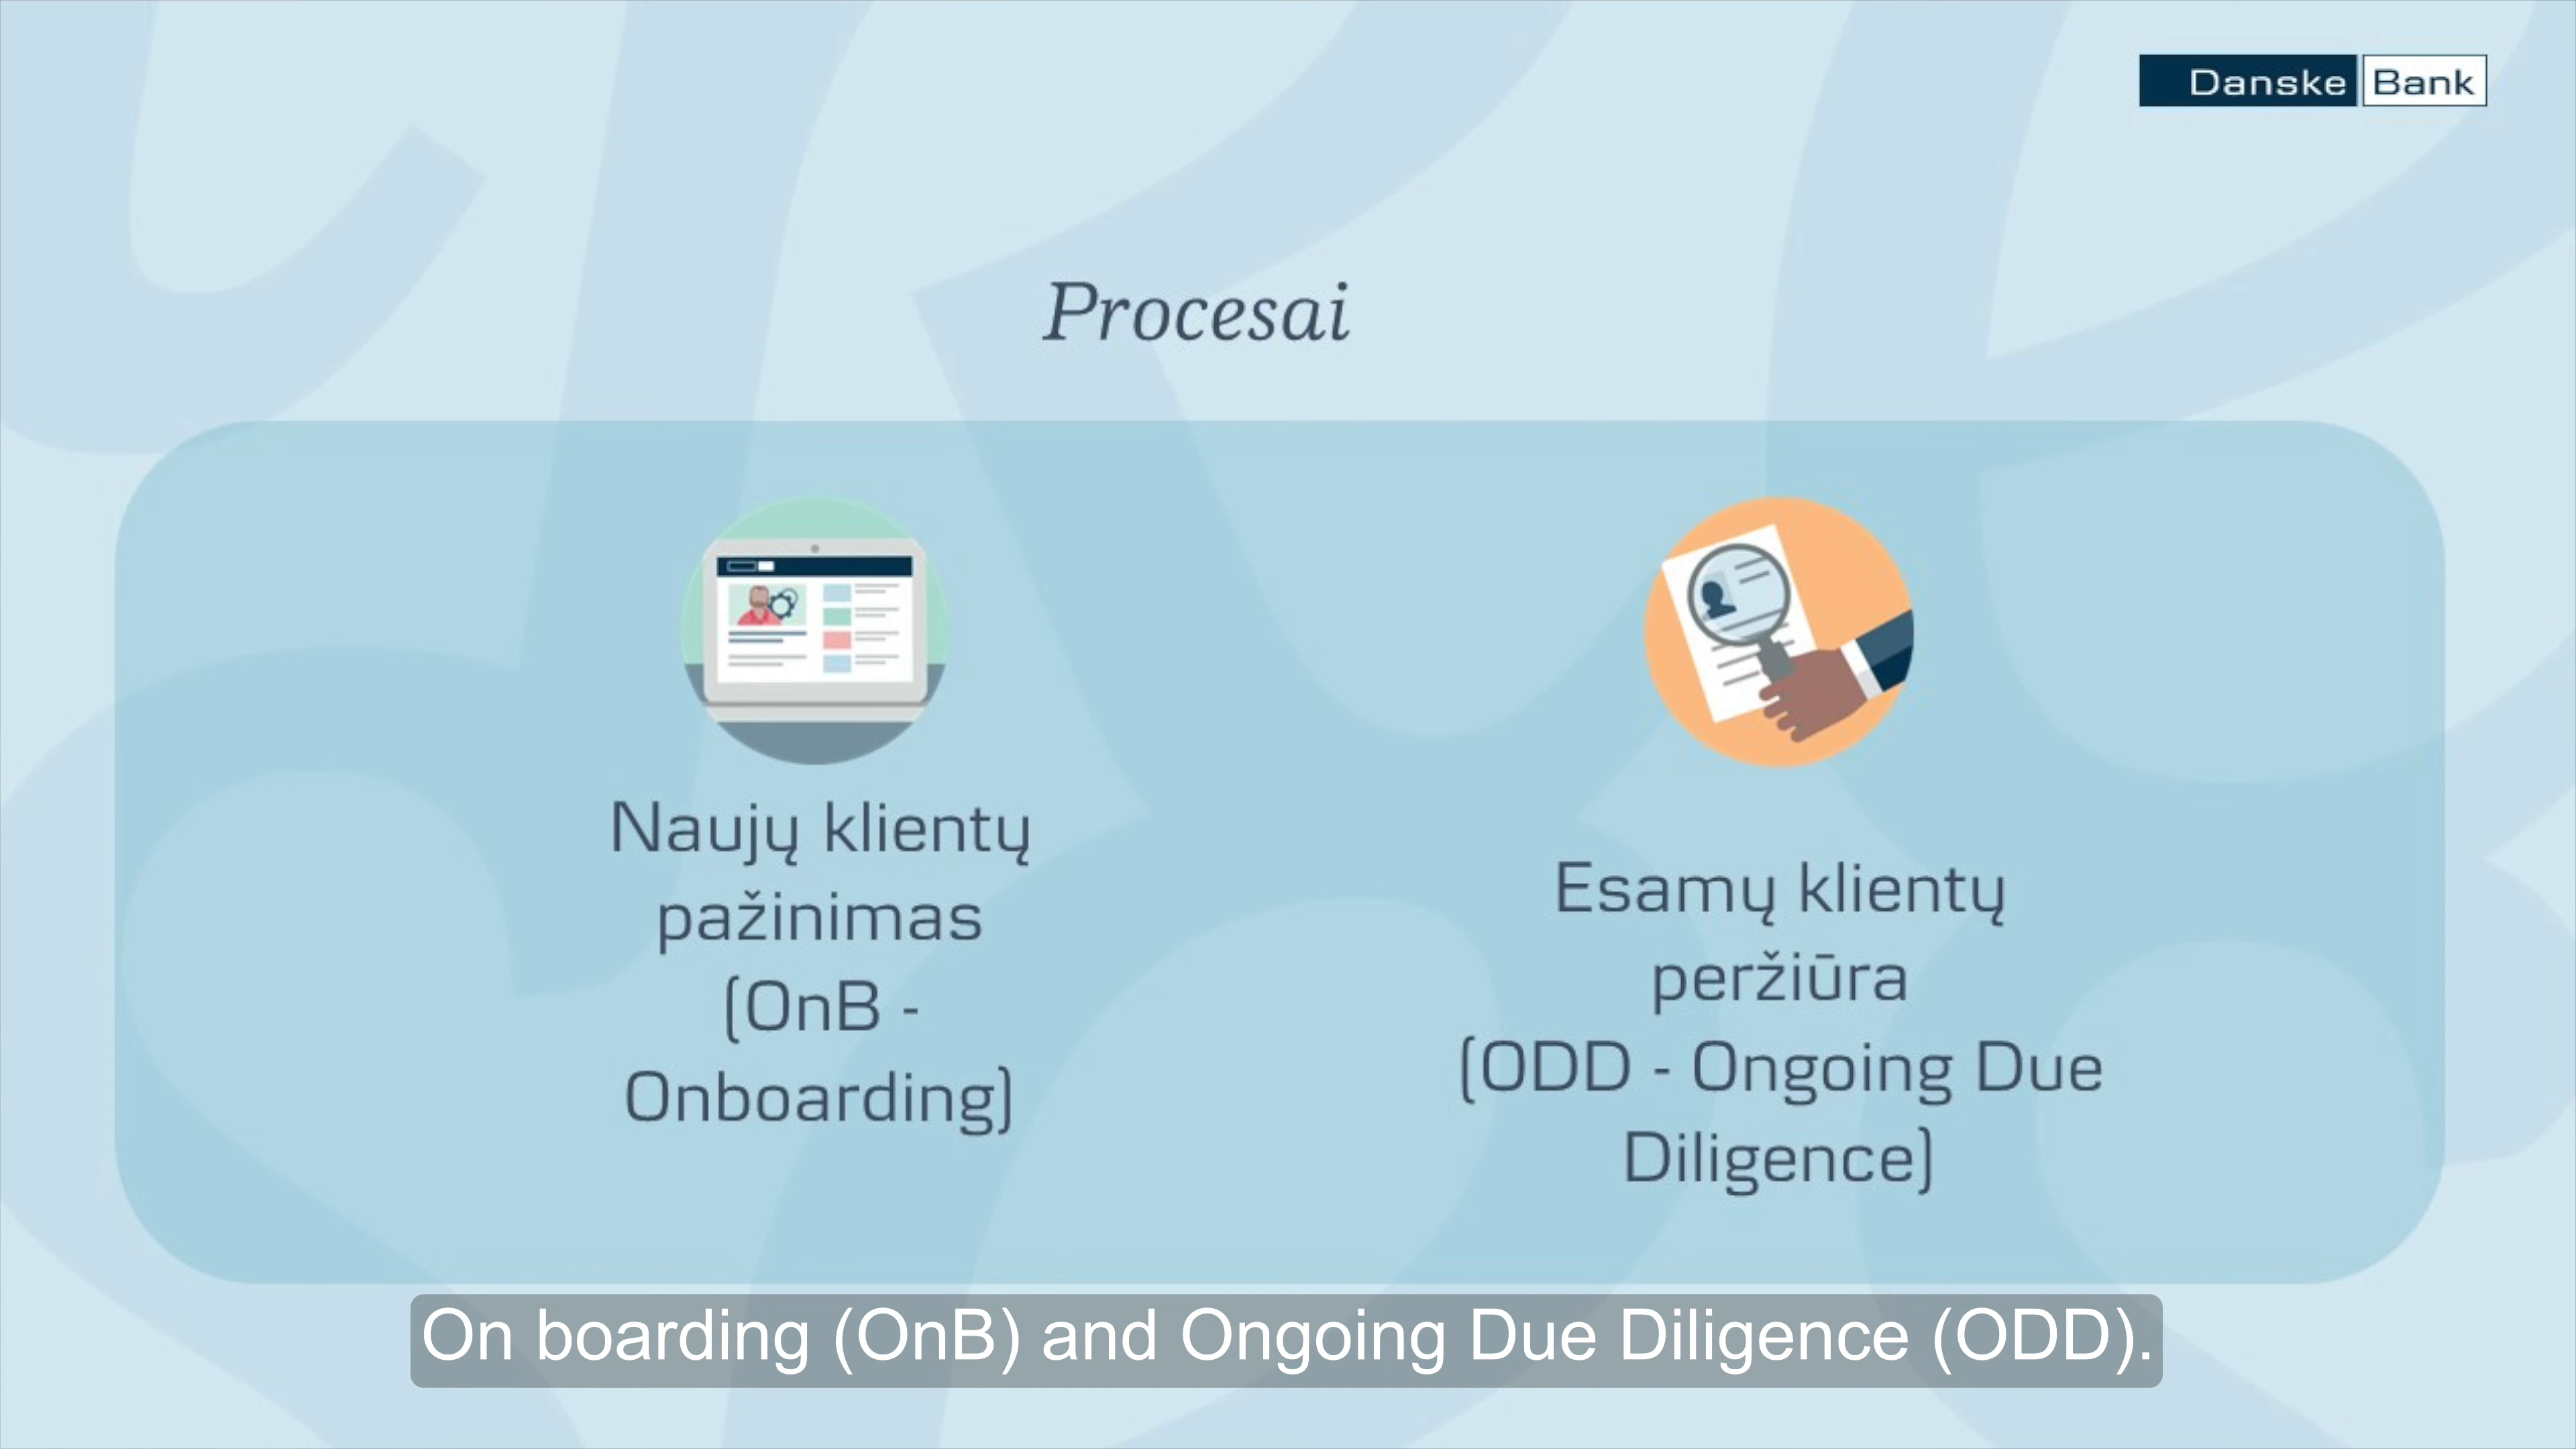 Danske Bank
Procesai
Naujų klientų
pažinimas
(OnB -
Onboarding)
Esamų klientų
peržiūra
(ODD - Ongoing Due
Diligence)
On boarding (OnB) and Ongoing Due Diligence (ODD).